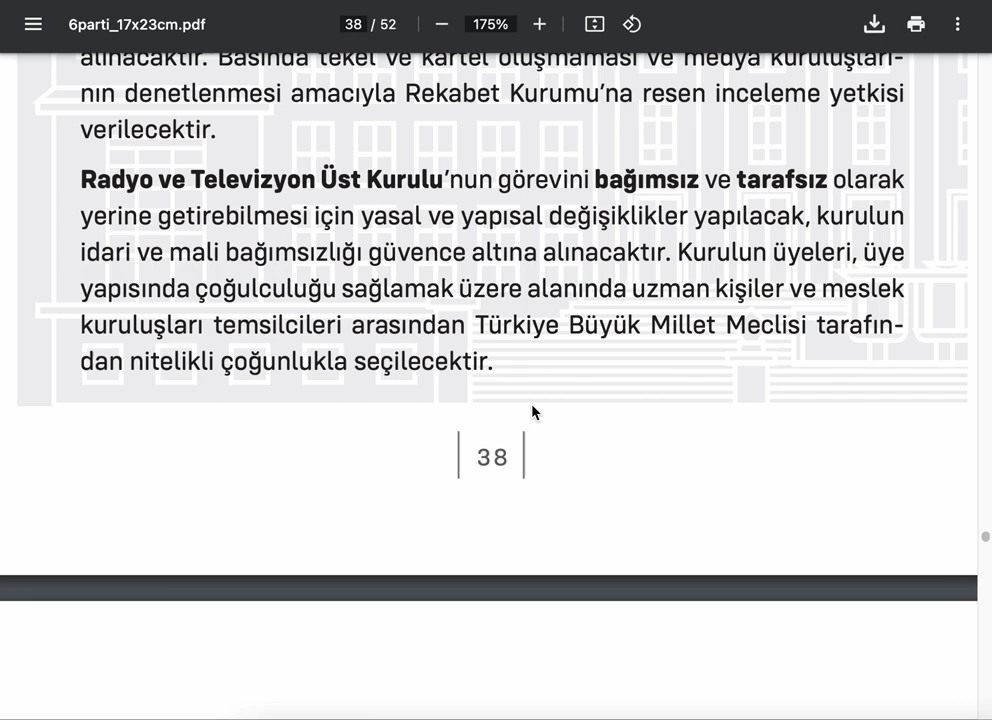 6parti_17x23cm.pdf
38 / 52
175%
alınacaktır. Basında tekel ve kartel oluşmaması ve medya kuruluşları-
nın denetlenmesi amacıyla Rekabet Kurumu’na resen inceleme yetkisi
verilecektir.
Radyo ve Televizyon Üst Kurulu’nun görevini bağımsız ve tarafsız olarak
yerine getirebilmesi için yasal ve yapısal değişiklikler yapılacak, kurulun
idari ve mali bağımsızlığı güvence altına alınacaktır. Kurulun üyeleri, üye
yapısında çoğulculuğu sağlamak üzere alanında uzman kişiler ve meslek
kuruluşları temsilcileri arasından Türkiye Büyük Millet Meclisi tarafın-
dan nitelikli çoğunlukla seçilecektir.
38